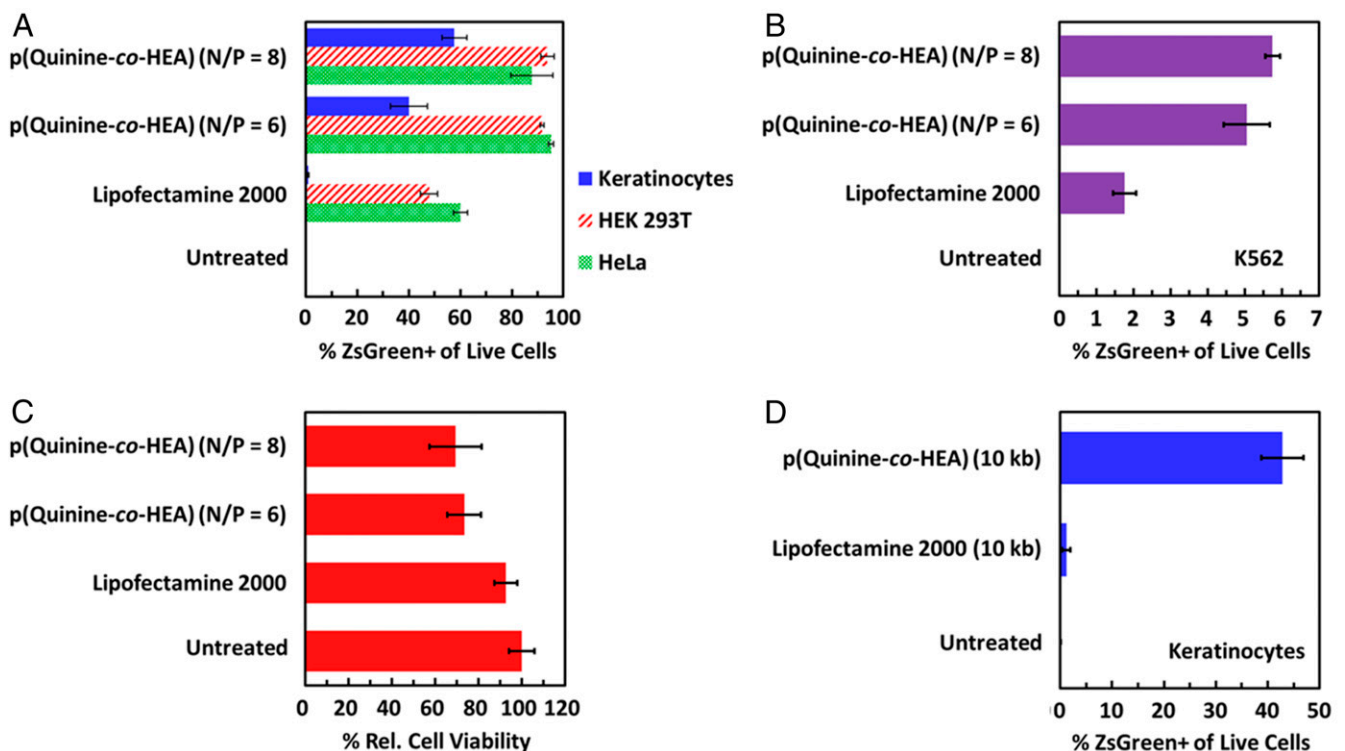 A
p(Quinine-co-HEA) (N/P = 8)
p(Quinine-co-HEA) (N/P = 6)
Lipofectamine 2000
Untreated
0 20 40 60 80 100
% ZsGreen+ of Live Cells
Keratinocytes
HEK 293T
HeLa
B
p(Quinine-co-HEA) (N/P = 8)
p(Quinine-co-HEA) (N/P = 6)
Lipofectamine 2000
Untreated
K562
0 1 2 3 4 5 6 7
% ZsGreen+ of Live Cells
C
p(Quinine-co-HEA) (N/P = 8)
p(Quinine-co-HEA) (N/P = 6)
Lipofectamine 2000
Untreated
0 20 40 60 80 100 120
% Rel. Cell Viability
D
p(Quinine-co-HEA) (10 kb)
Lipofectamine 2000 (10 kb)
Untreated
Keratinocytes
0 10 20 30 40 50
% ZsGreen+ of Live Cells